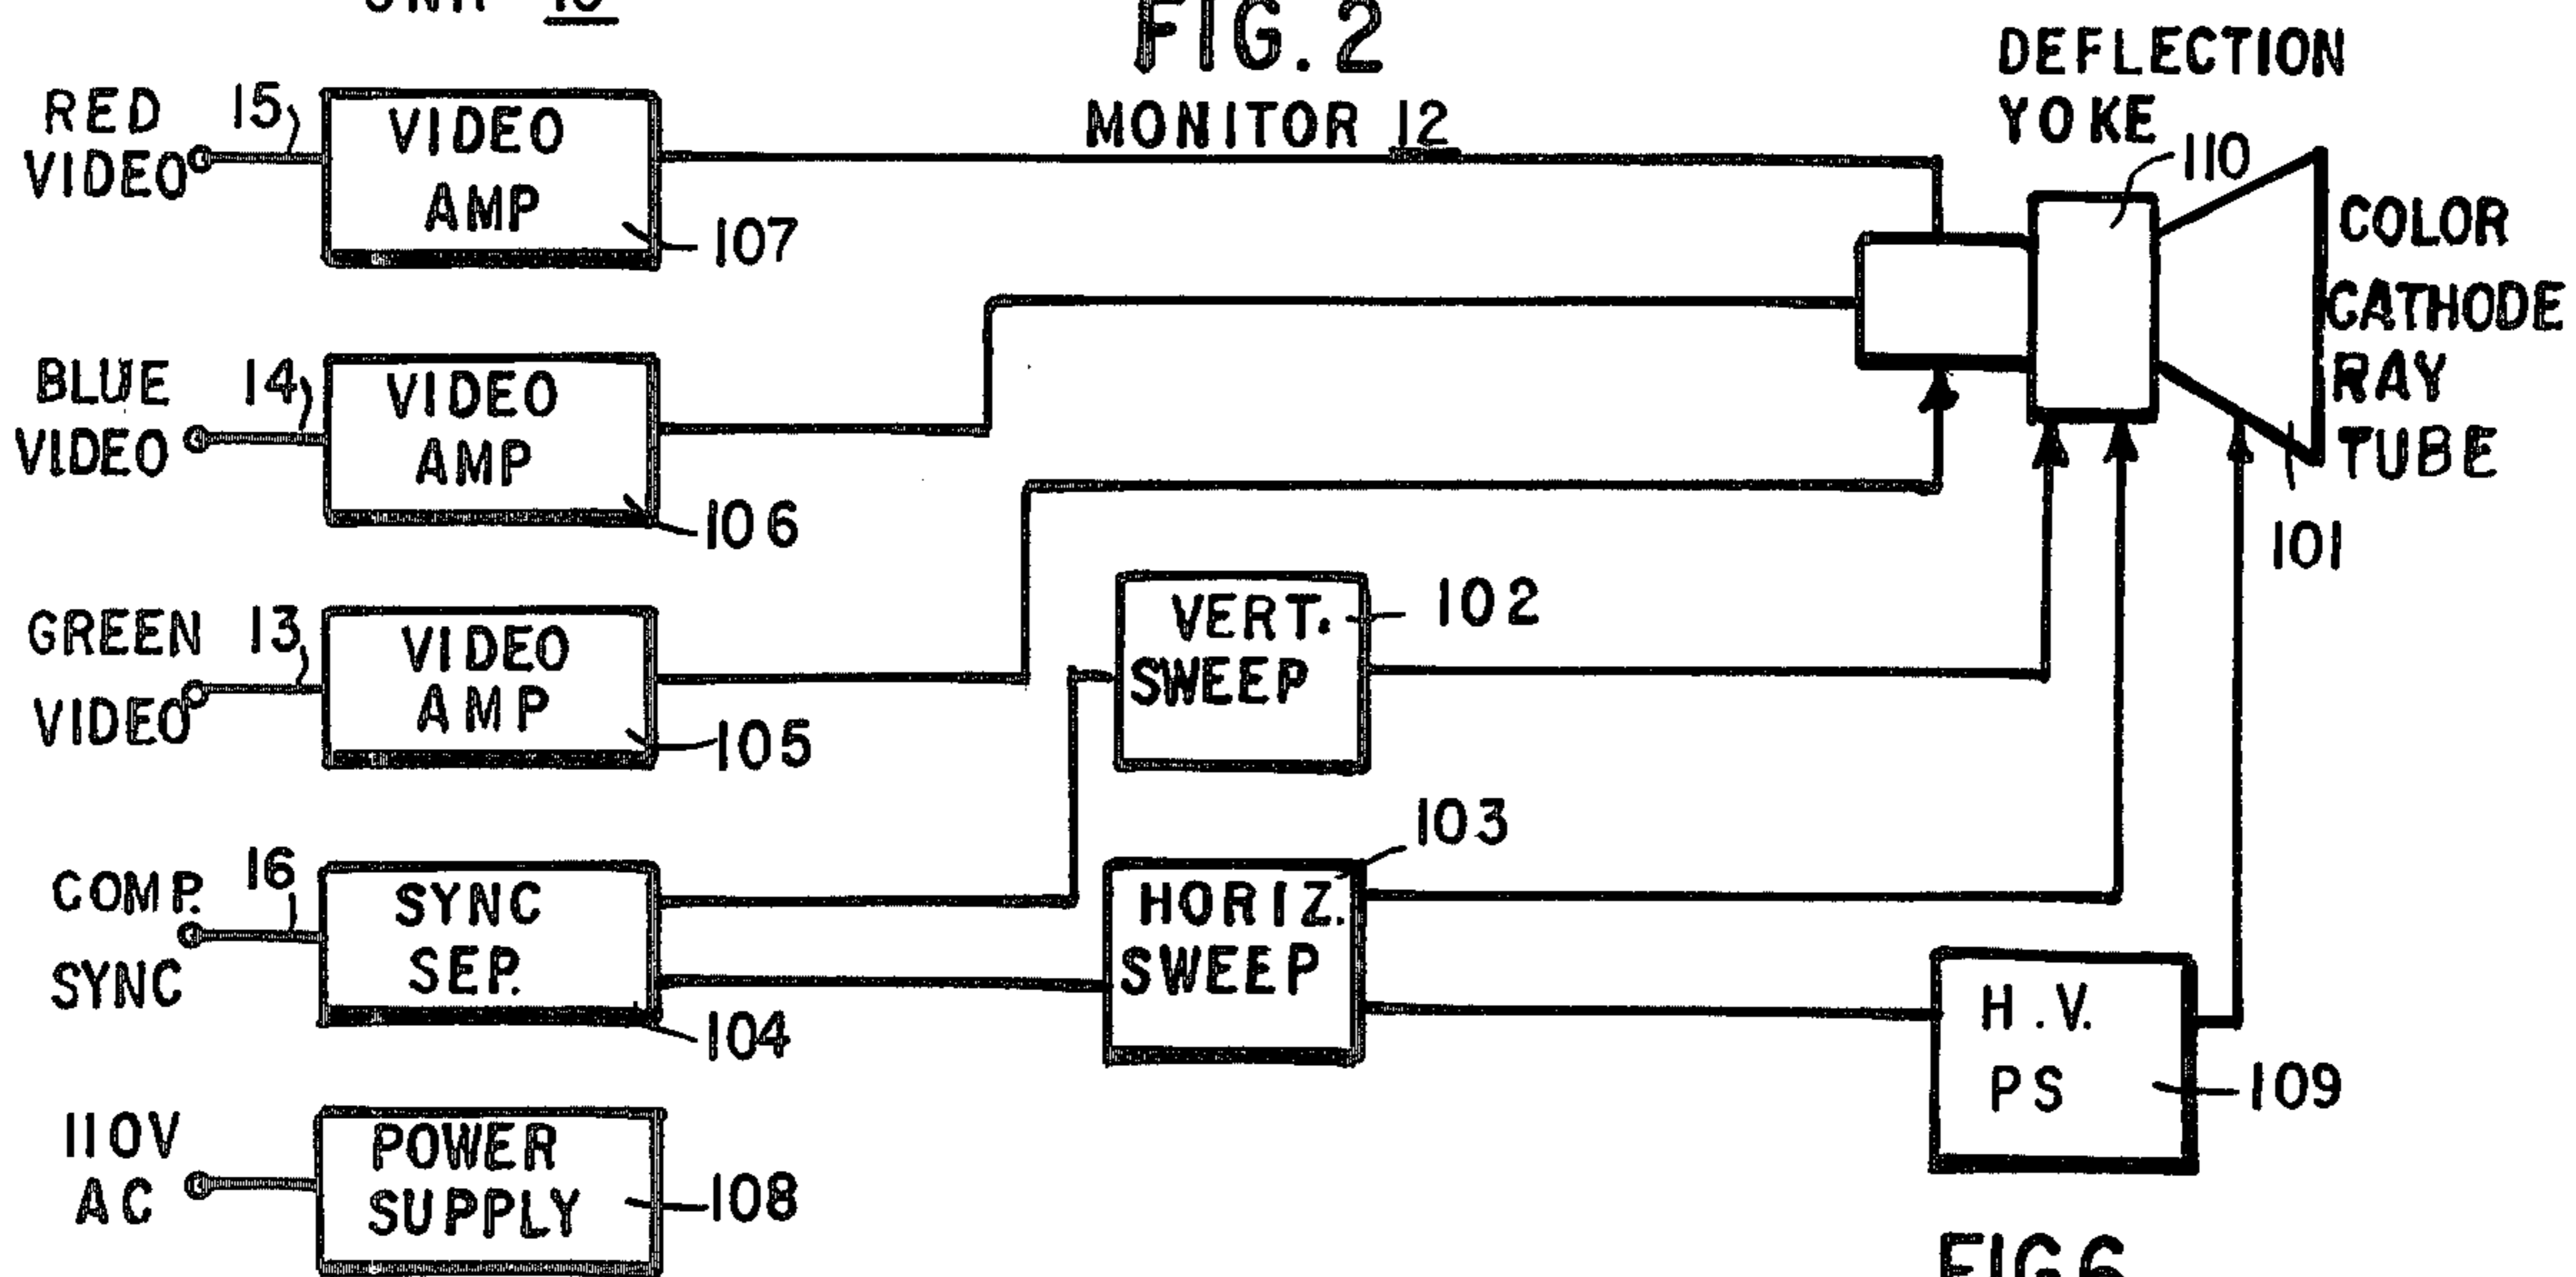 FIG. 2
MONITOR 12
DEFLECTION
YOKE
110
RED
VIDEO
15
VIDEO
AMP
107
COLOR
CATHODE
RAY
TUBE
101
BLUE
VIDEO
14
VIDEO
AMP
106
GREEN
VIDEO
13
VIDEO
AMP
105
VERT.
SWEEP
102
COMP.
SYNC
16
SYNC
SEP.
104
HORIZ.
SWEEP
103
H.V.
PS
109
110V
AC
POWER
SUPPLY
108